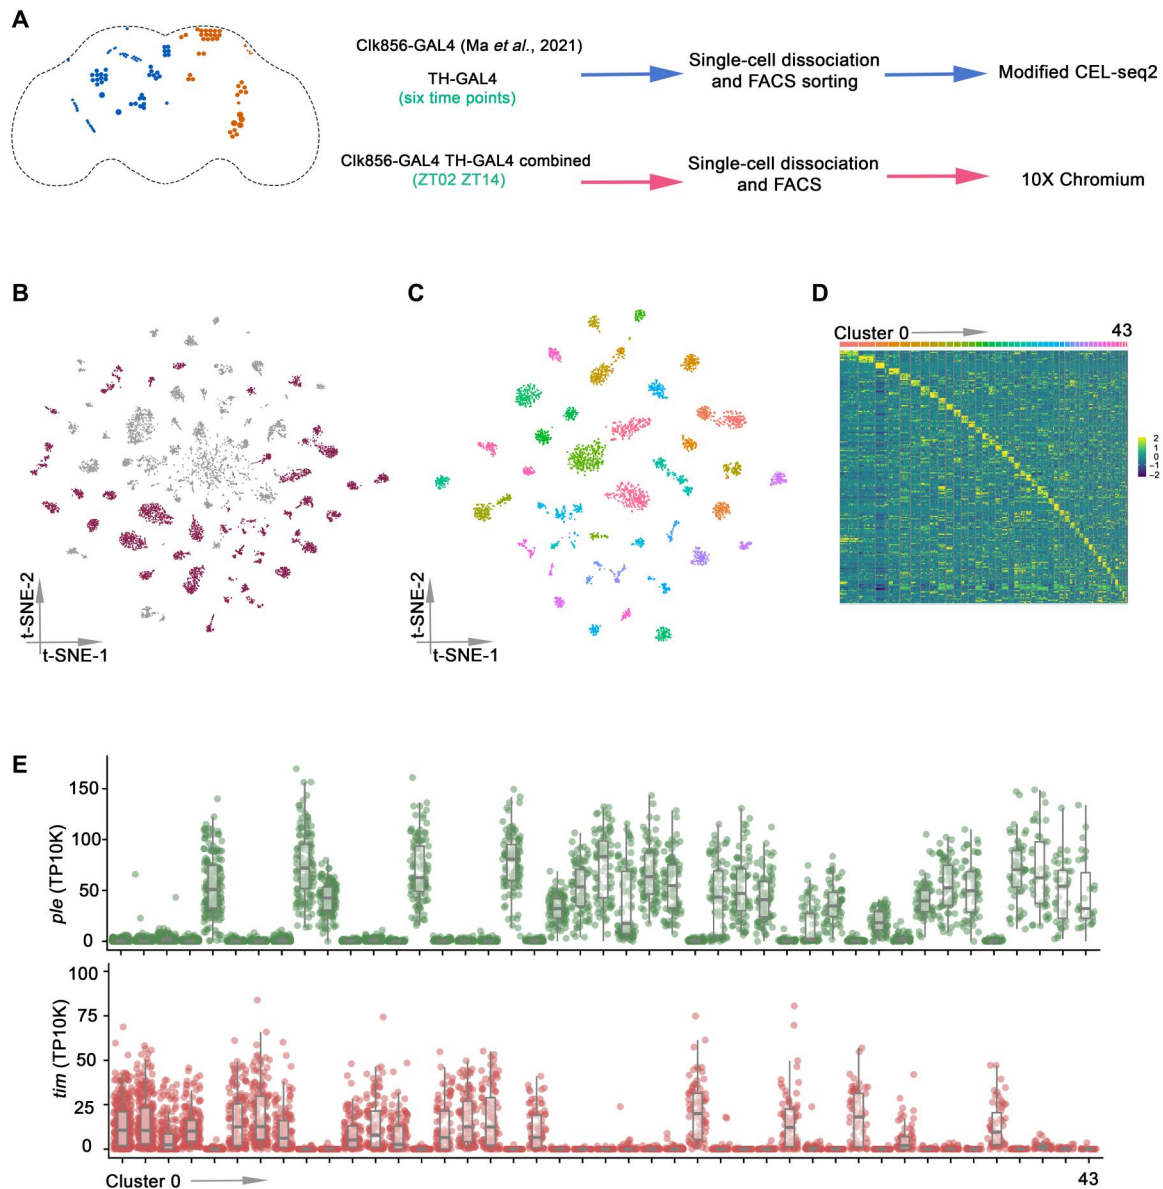 A
Clk856-GAL4 (Ma et al., 2021)
TH-GAL4
(six time points)
Single-cell dissociation
and FACS sorting
Modified CEL-seq2
Clk856-GAL4 TH-GAL4 combined
(ZT02 ZT14)
Single-cell dissociation
and FACS
10X Chromium
B
t-SNE-2
t-SNE-1
C
t-SNE-2
t-SNE-1
D
Cluster 0
43
2
1
0
−1
−2
E
ple (TP10K)
150
100
50
0
tim (TP10K)
100
75
50
25
0
Cluster 0
43